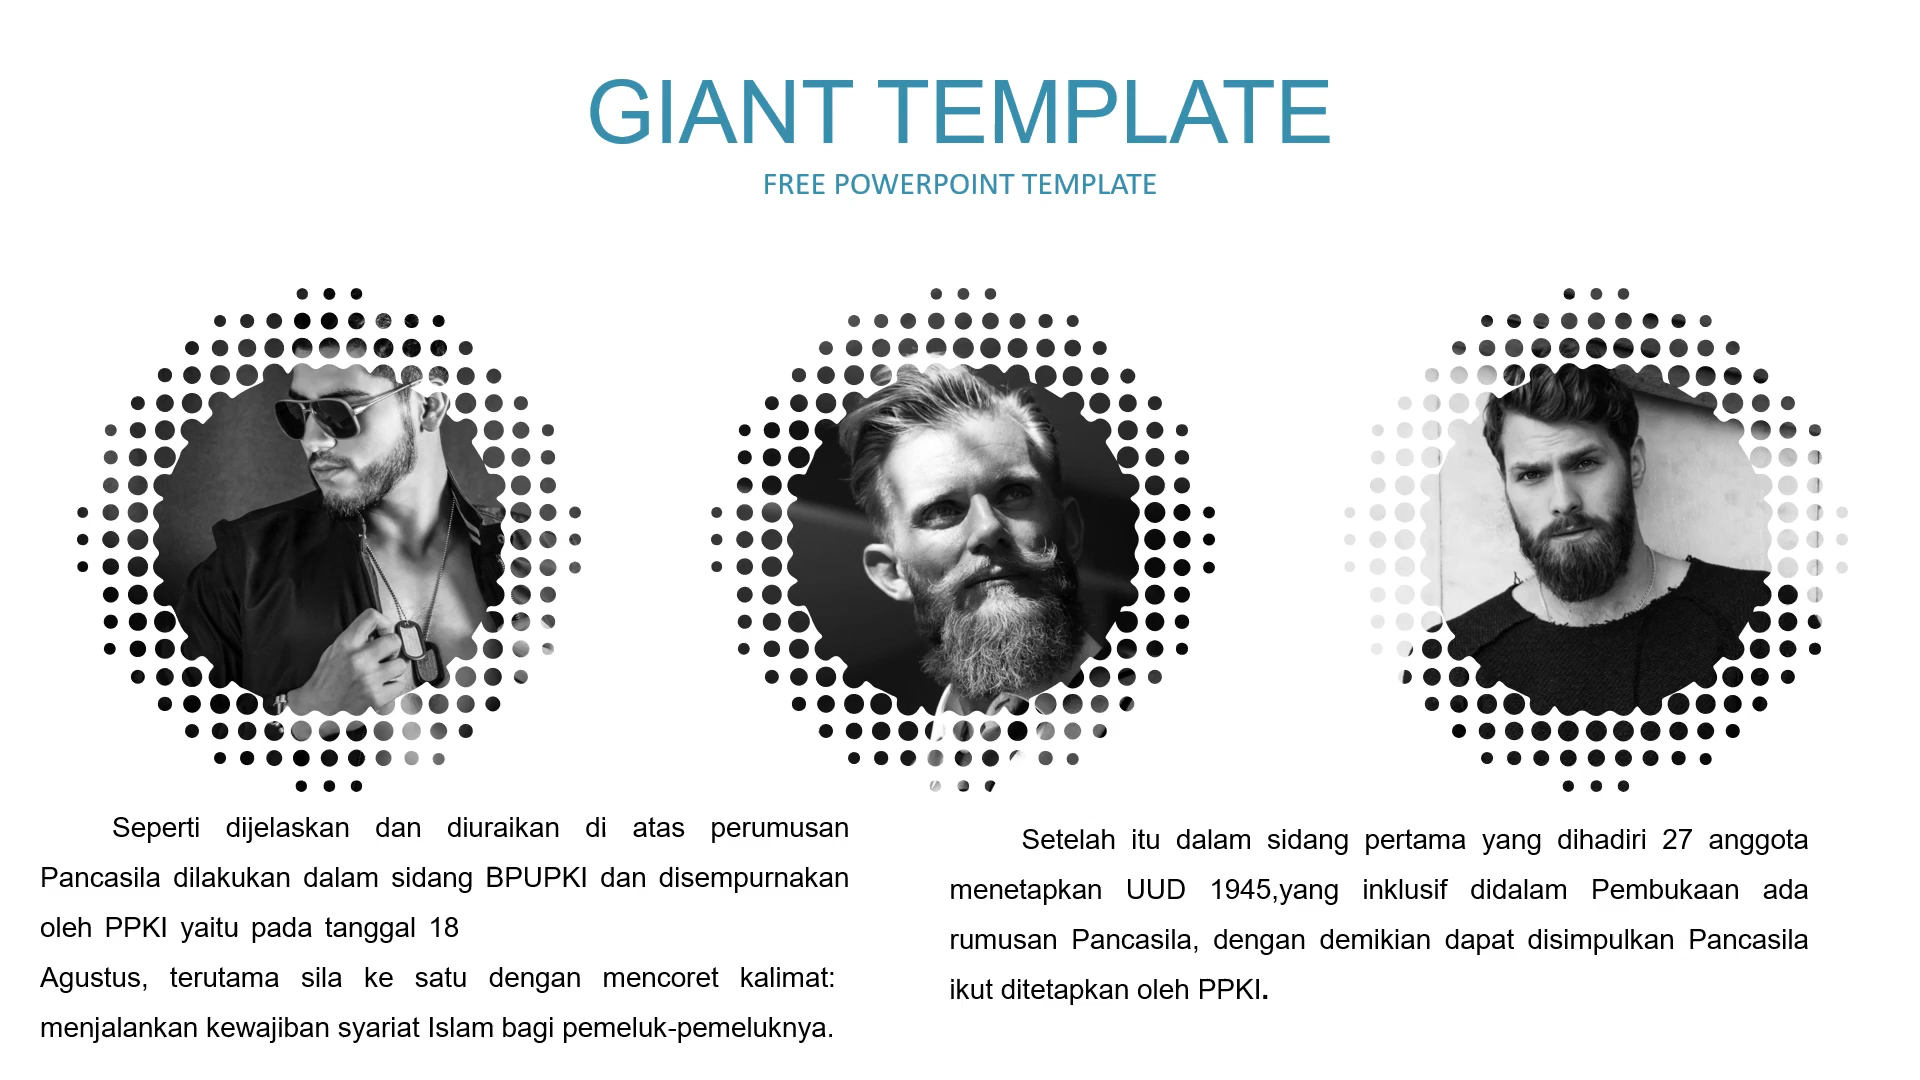 GIANT TEMPLATE
FREE POWERPOINT TEMPLATE
Seperti dijelaskan dan diuraikan di atas perumusan
Pancasila dilakukan dalam sidang BPUPKI dan disempurnakan
oleh PPKI yaitu pada tanggal 18
Agustus, terutama sila ke satu dengan mencoret kalimat:
menjalankan kewajiban syariat Islam bagi pemeluk-pemeluknya.
Setelah itu dalam sidang pertama yang dihadiri 27 anggota
menetapkan UUD 1945,yang inklusif didalam Pembukaan ada
rumusan Pancasila, dengan demikian dapat disimpulkan Pancasila
ikut ditetapkan oleh PPKI.